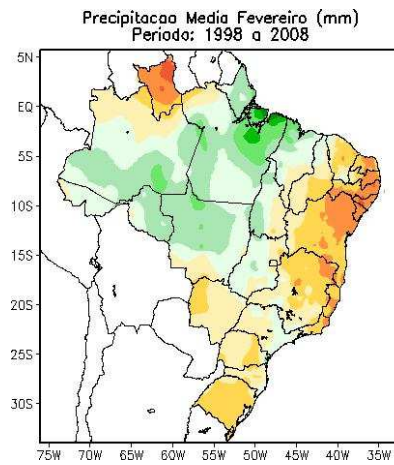 Precipitacao Media Fevereiro (mm)
Periodo: 1998 a 2008
5N
EQ
5S
10S
15S
20S
25S
30S
75W 70W 65W 60W 55W 50W 45W 40W 35W